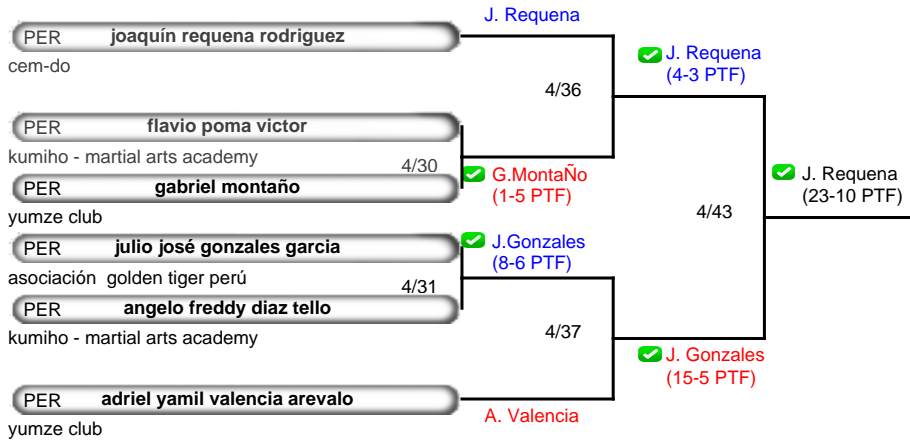 J. Requena
PER joaquín requena rodriguez
cem-do
J. Requena
(4-3 PTF)
4/36
PER flavio poma victor
kumiho - martial arts academy
4/30
G.MontaÑo
(1-5 PTF)
PER gabriel montaño
yumze club
J. Requena
(23-10 PTF)
4/43
PER julio josé gonzales garcia
J.Gonzales
(8-6 PTF)
asociación  golden tiger perú
4/31
PER angelo freddy diaz tello
kumiho - martial arts academy
4/37
J. Gonzales
(15-5 PTF)
PER adriel yamil valencia arevalo
A. Valencia
yumze club